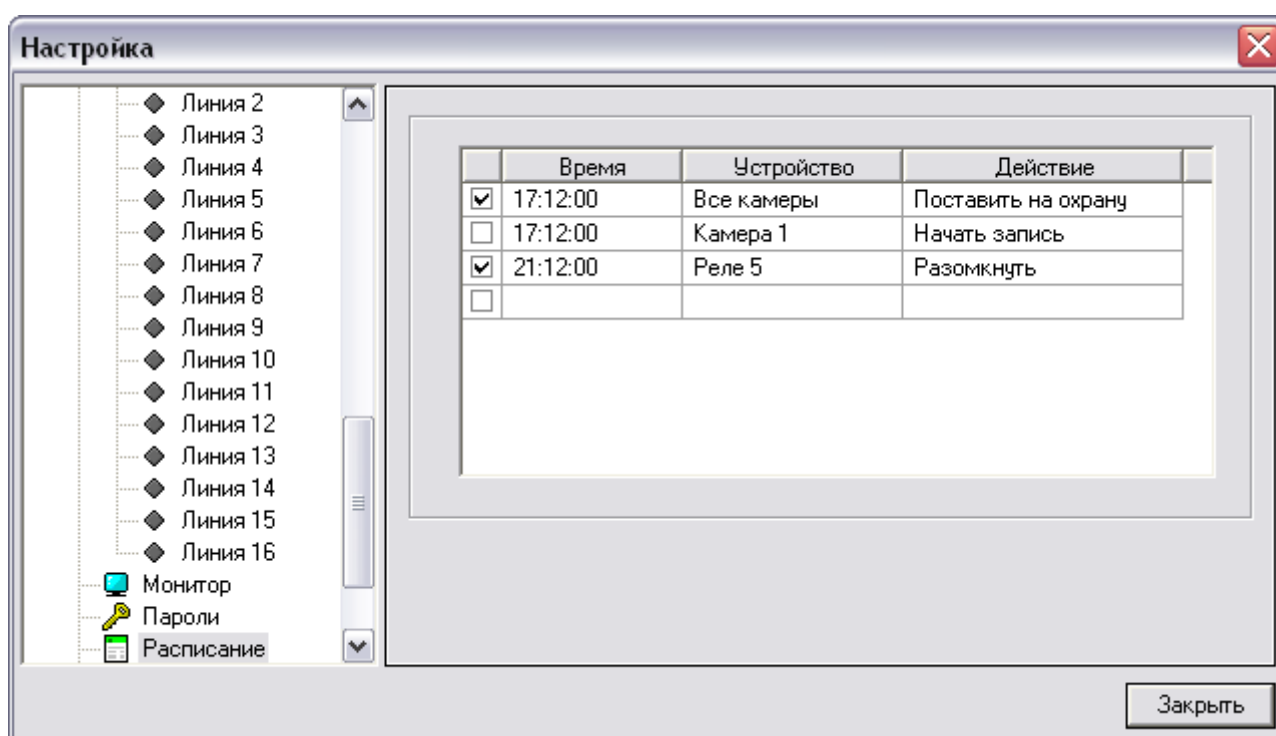 Настройка
Линия 2
Линия 3
Линия 4
Линия 5
Линия 6
Линия 7
Линия 8
Линия 9
Линия 10
Линия 11
Линия 12
Линия 13
Линия 14
Линия 15
Линия 16
Монитор
Пароли
Расписание
Время Устройство Действие
17:12:00 Все камеры Поставить на охрану
17:12:00 Камера 1 Начать запись
21:12:00 Реле 5 Разомкнуть
Закрыть